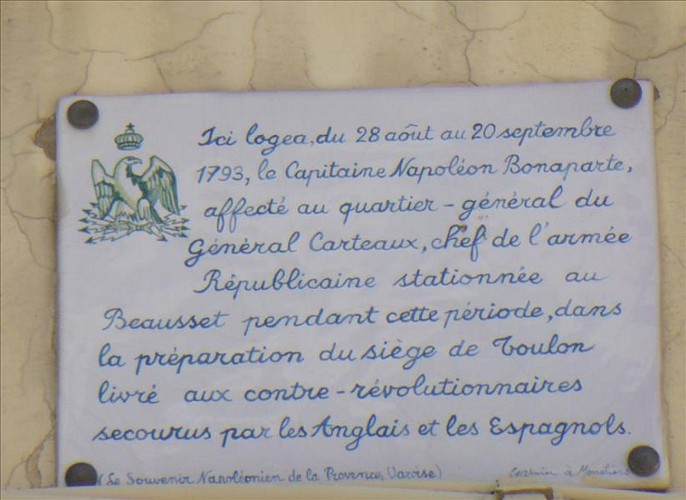 Ici logea, du 28 août au 20 septembre
1793, le Capitaine Napoléon Bonaparte,
affecté au quartier-général du
Général Carteaux, chef de l'armée
Républicaine stationnée au
Beausset pendant cette période, dans
la préparation du siège de Toulon
livré aux contre-révolutionnaires
secourus par les Anglais et les Espagnols.
(Le Souvenir Napoléonien de la Provence, Varoise)
à